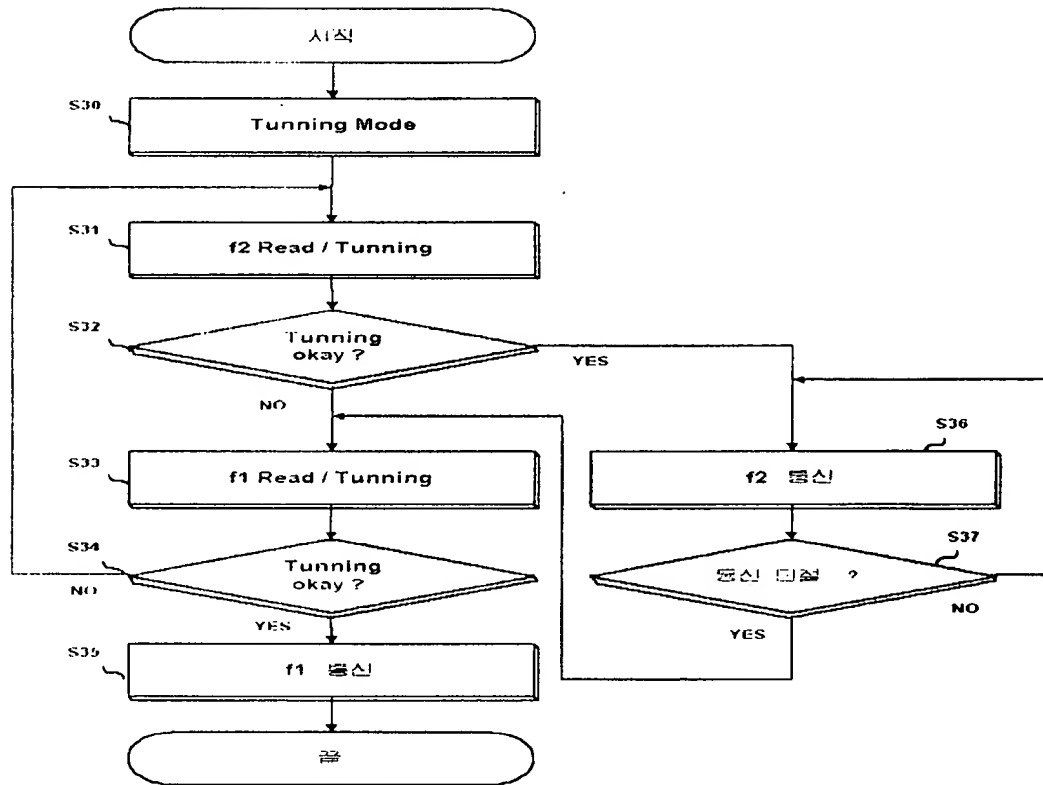 시작
S30
Tunning Mode
S31
f2 Read / Tunning
S32
Tunning
okay ?
YES
NO
S33
f1 Read / Tunning
S36
f2 통신
S34
Tunning
okay ?
NO
YES
S37
통신 단절 ?
NO
YES
S35
f1 통신
끝